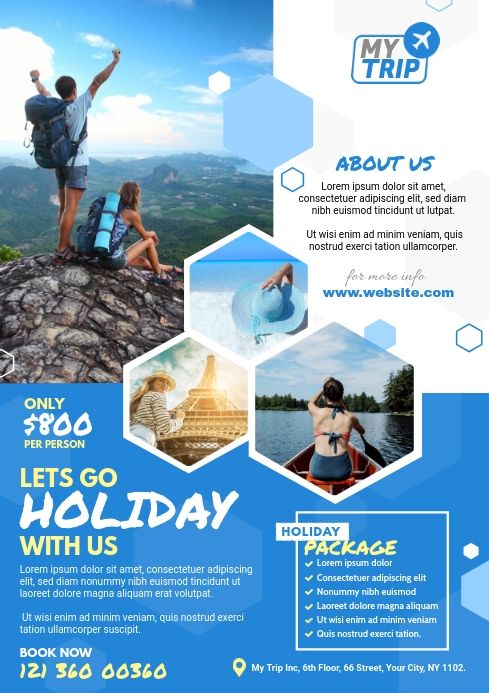 MY
TRIP
ABOUT US
Lorem ipsum dolor sit amet,
consectetuer adipiscing elit, sed diam
nibh euismod tincidunt ut lutpat.
Ut wisi enim ad minim veniam, quis
nostrud exerci tation ullamcorper.
for more info
www.website.com
ONLY
$800
PER PERSON
LETS GO
HOLIDAY
WITH US
Lorem ipsum dolor sit amet, consectetuer adipiscing
elit, sed diam nonummy nibh euismod tincidunt ut
laoreet dolore magna aliquam erat volutpat.
Ut wisi enim ad minim veniam, quis nostrud exerci
tation ullamcorper suscipit.
BOOK NOW
121 360 00360
HOLIDAY
PACKAGE
Lorem ipsum dolor
Consectetuer adipiscing elit
Nonummy nibh euismod
Laoreet dolore magna aliquam
Ut wisi enim ad minim veniam
Quis nostrud exerci tation.
My Trip Inc, 6th Floor, 66 Street, Your City, NY 1102.